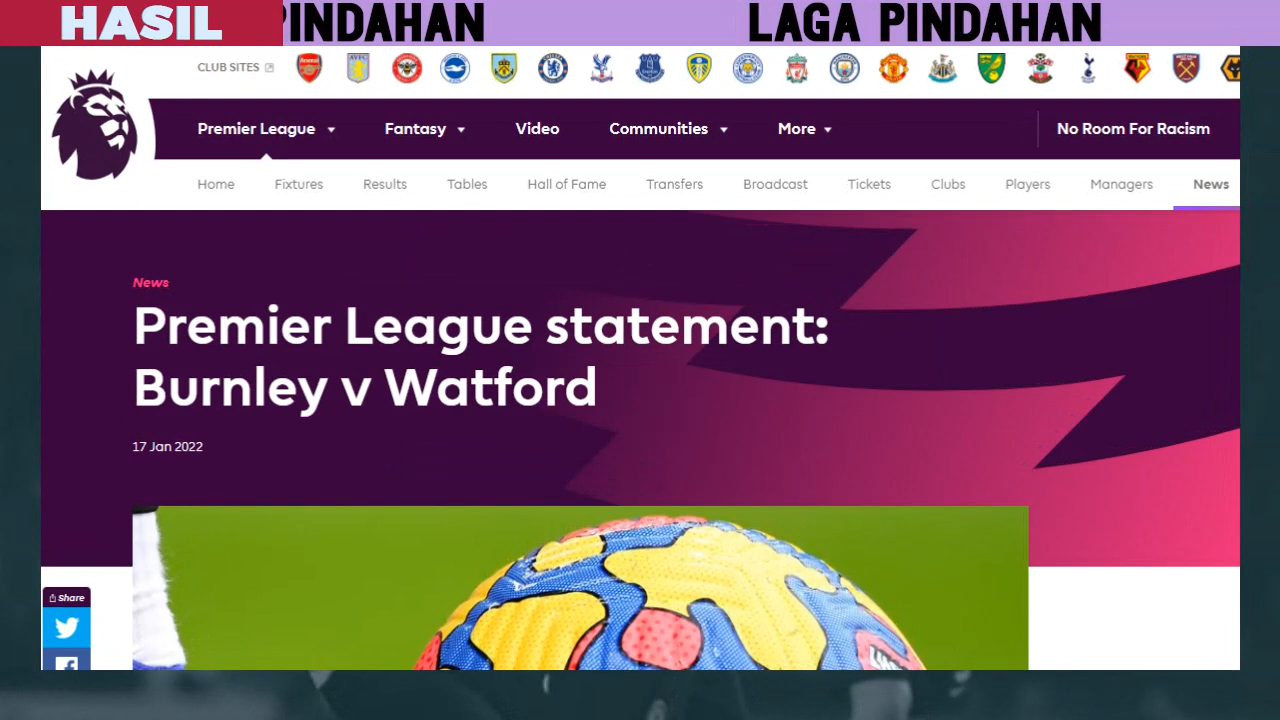 HASIL
PINDAHAN
LAGA PINDAHAN
CLUB SITES
Premier League
Fantasy
Video
Communities
More
No Room For Racism
Home
Fixtures
Results
Tables
Hall of Fame
Transfers
Broadcast
Tickets
Clubs
Players
Managers
News
News
Premier League statement:
Burnley v Watford
17 Jan 2022
Share